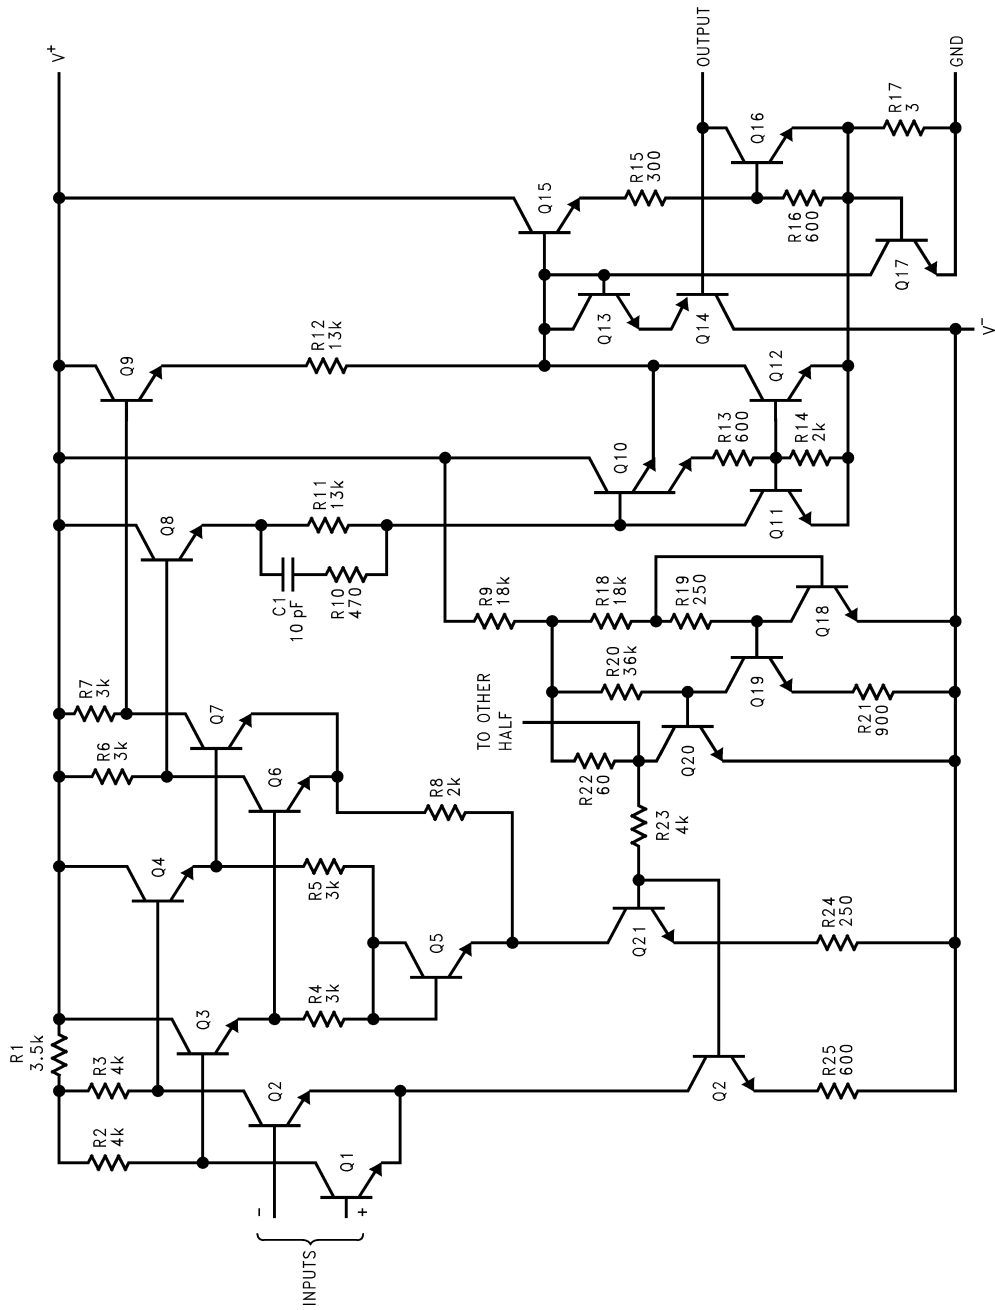 INPUTS
-
+
R1
3.5k
R2
4k
R3
4k
Q1
Q2
Q3
Q4
R4
3k
R5
3k
Q5
Q2
R25
600
R24
250
Q21
R23
4k
R6
3k
R7
3k
Q6
Q7
R8
2k
TO OTHER
HALF
R22
60
Q20
R20
36k
Q19
R21
900
R9
18k
R18
18k
R19
250
Q18
Q8
C1
10 pF
R10
470
R11
13k
Q9
R12
13k
Q10
R13
600
R14
2k
Q11
Q12
Q13
Q14
Q15
R15
300
R16
600
Q16
Q17
R17
3
V+
OUTPUT
GND
V-